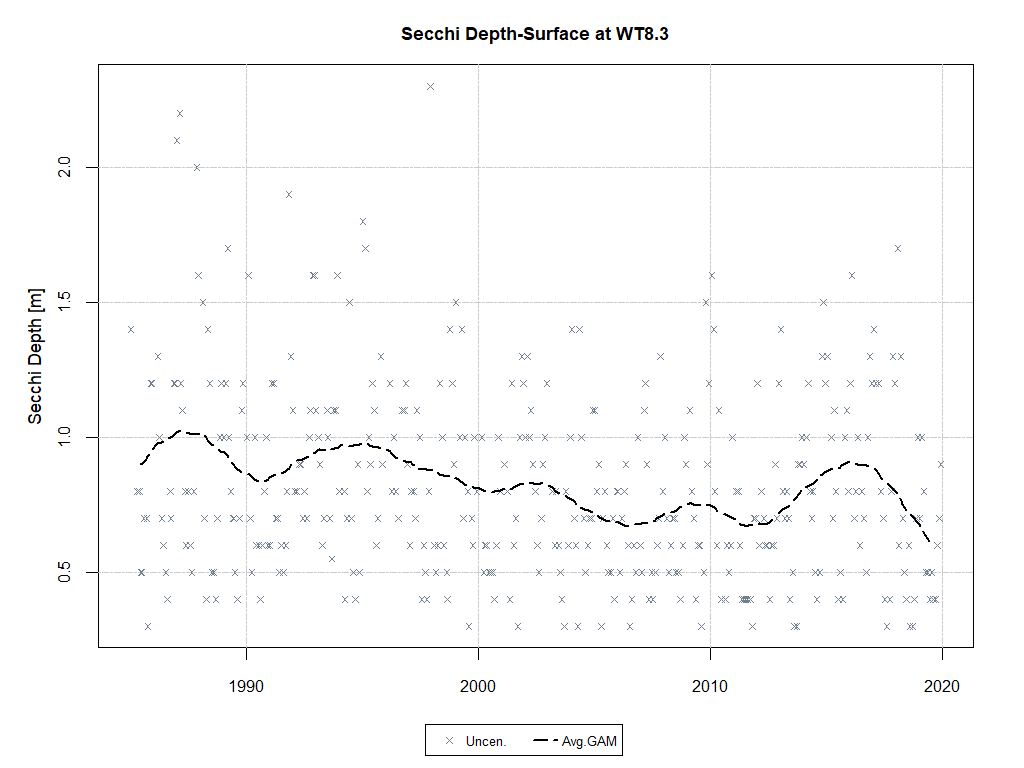 Secchi Depth-Surface at WT8.3
Secchi Depth [m]
2.0
1.5
1.0
0.5
1990 2000 2010 2020
Uncen. Avg.GAM